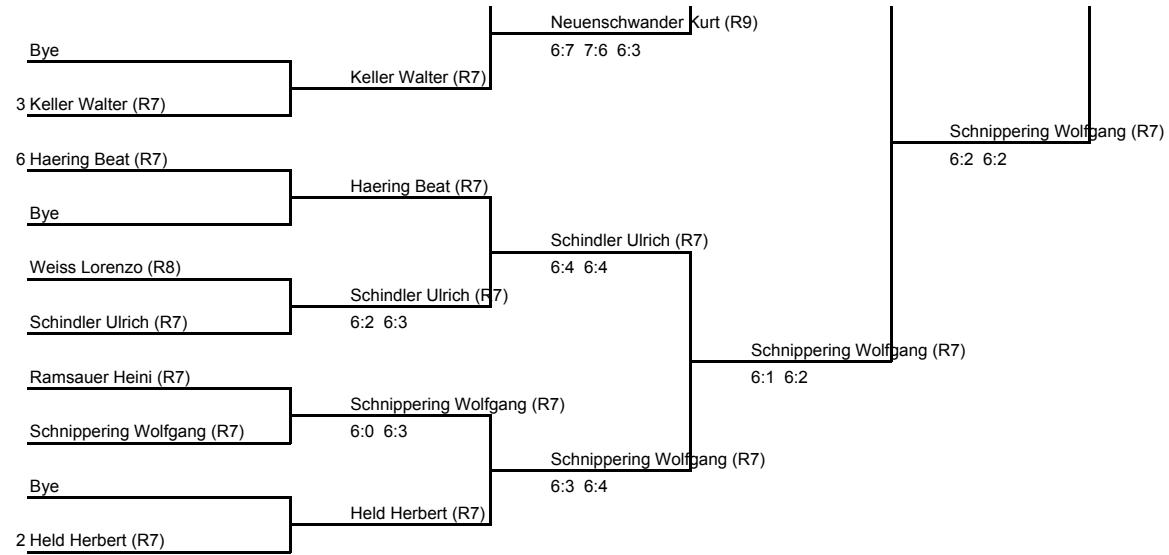 Neuenschwander Kurt (R9)
Bye
6:7 7:6 6:3
Keller Walter (R7)
3 Keller Walter (R7)
Schnippering Wolfgang (R7)
6 Haering Beat (R7)
6:2 6:2
Haering Beat (R7)
Bye
Schindler Ulrich (R7)
Weiss Lorenzo (R8)
6:4 6:4
Schindler Ulrich (R7)
Schindler Ulrich (R7)
6:2 6:3
Schnippering Wolfgang (R7)
Ramsauer Heini (R7)
6:1 6:2
Schnippering Wolfgang (R7)
Schnippering Wolfgang (R7)
6:0 6:3
Schnippering Wolfgang (R7)
Bye
6:3 6:4
Held Herbert (R7)
2 Held Herbert (R7)